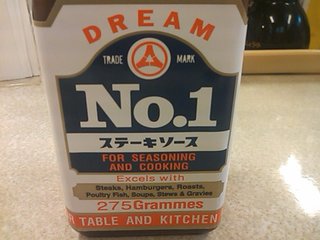 DREAM
TRADE MARK
No.1
ステーキソース
FOR SEASONING
AND COOKING
Excels with
Steaks, Hamburgers, Roasts,
Poultry Fish, Soups, Stews & Gravies
275Grammes
R TABLE AND KITCHEN